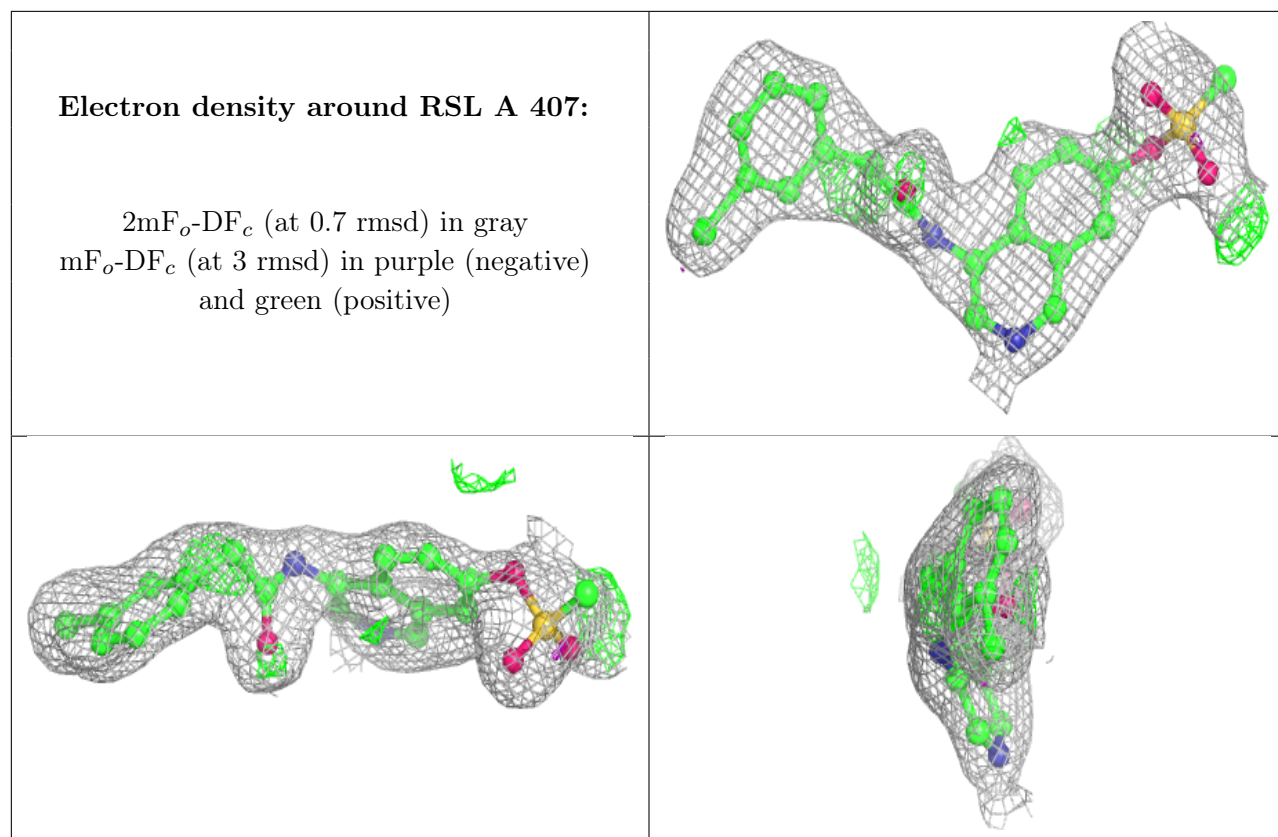 Electron density around RSL A 407:
2mFₒ-DF𝒸 (at 0.7 rmsd) in gray
mFₒ-DF𝒸 (at 3 rmsd) in purple (negative)
and green (positive)